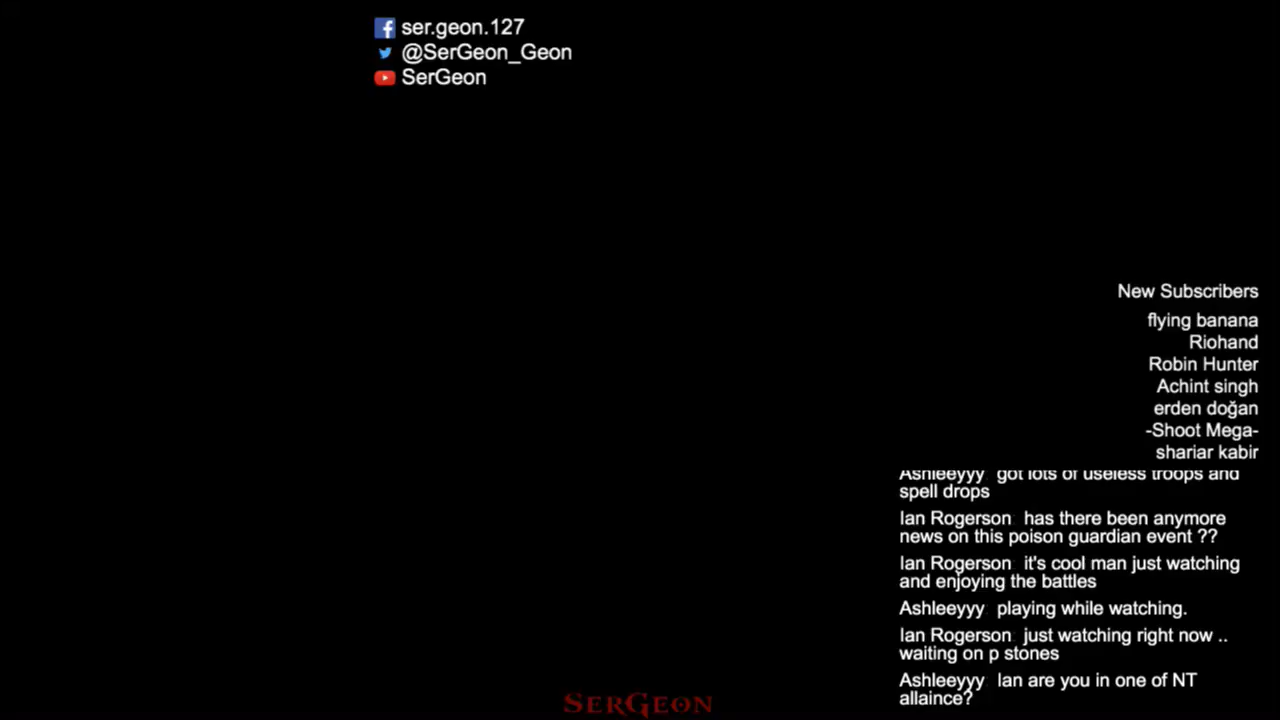 ser.geon.127
@SerGeon_Geon
SerGeon
New Subscribers
flying banana
Riohand
Robin Hunter
Achint singh
erden doğan
-Shoot Mega-
shariar kabir
Ashleeyyy got lots of useless troops and
spell drops
Ian Rogerson has there been anymore
news on this poison guardian event ??
Ian Rogerson it's cool man just watching
and enjoying the battles
Ashleeyyy playing while watching.
Ian Rogerson just watching right now ..
waiting on p stones
Ashleeyyy Ian are you in one of NT
allaince?
SERGEON